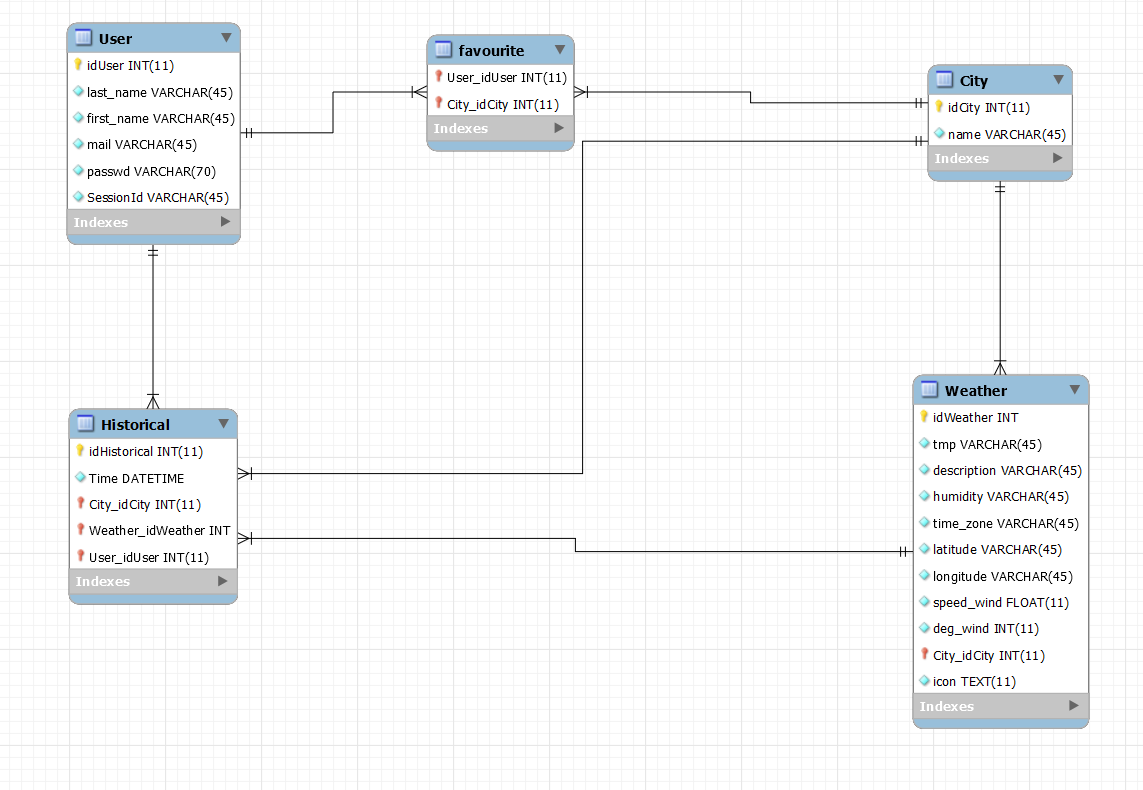 User
idUser INT(11)
last_name VARCHAR(45)
first_name VARCHAR(45)
mail VARCHAR(45)
passwd VARCHAR(70)
SessionId VARCHAR(45)
Indexes
favourite
User_idUser INT(11)
City_idCity INT(11)
Indexes
City
idCity INT(11)
name VARCHAR(45)
Indexes
Historical
idHistorical INT(11)
Time DATETIME
City_idCity INT(11)
Weather_idWeather INT
User_idUser INT(11)
Indexes
Weather
idWeather INT
tmp VARCHAR(45)
description VARCHAR(45)
humidity VARCHAR(45)
time_zone VARCHAR(45)
latitude VARCHAR(45)
longitude VARCHAR(45)
speed_wind FLOAT(11)
deg_wind INT(11)
City_idCity INT(11)
icon TEXT(11)
Indexes